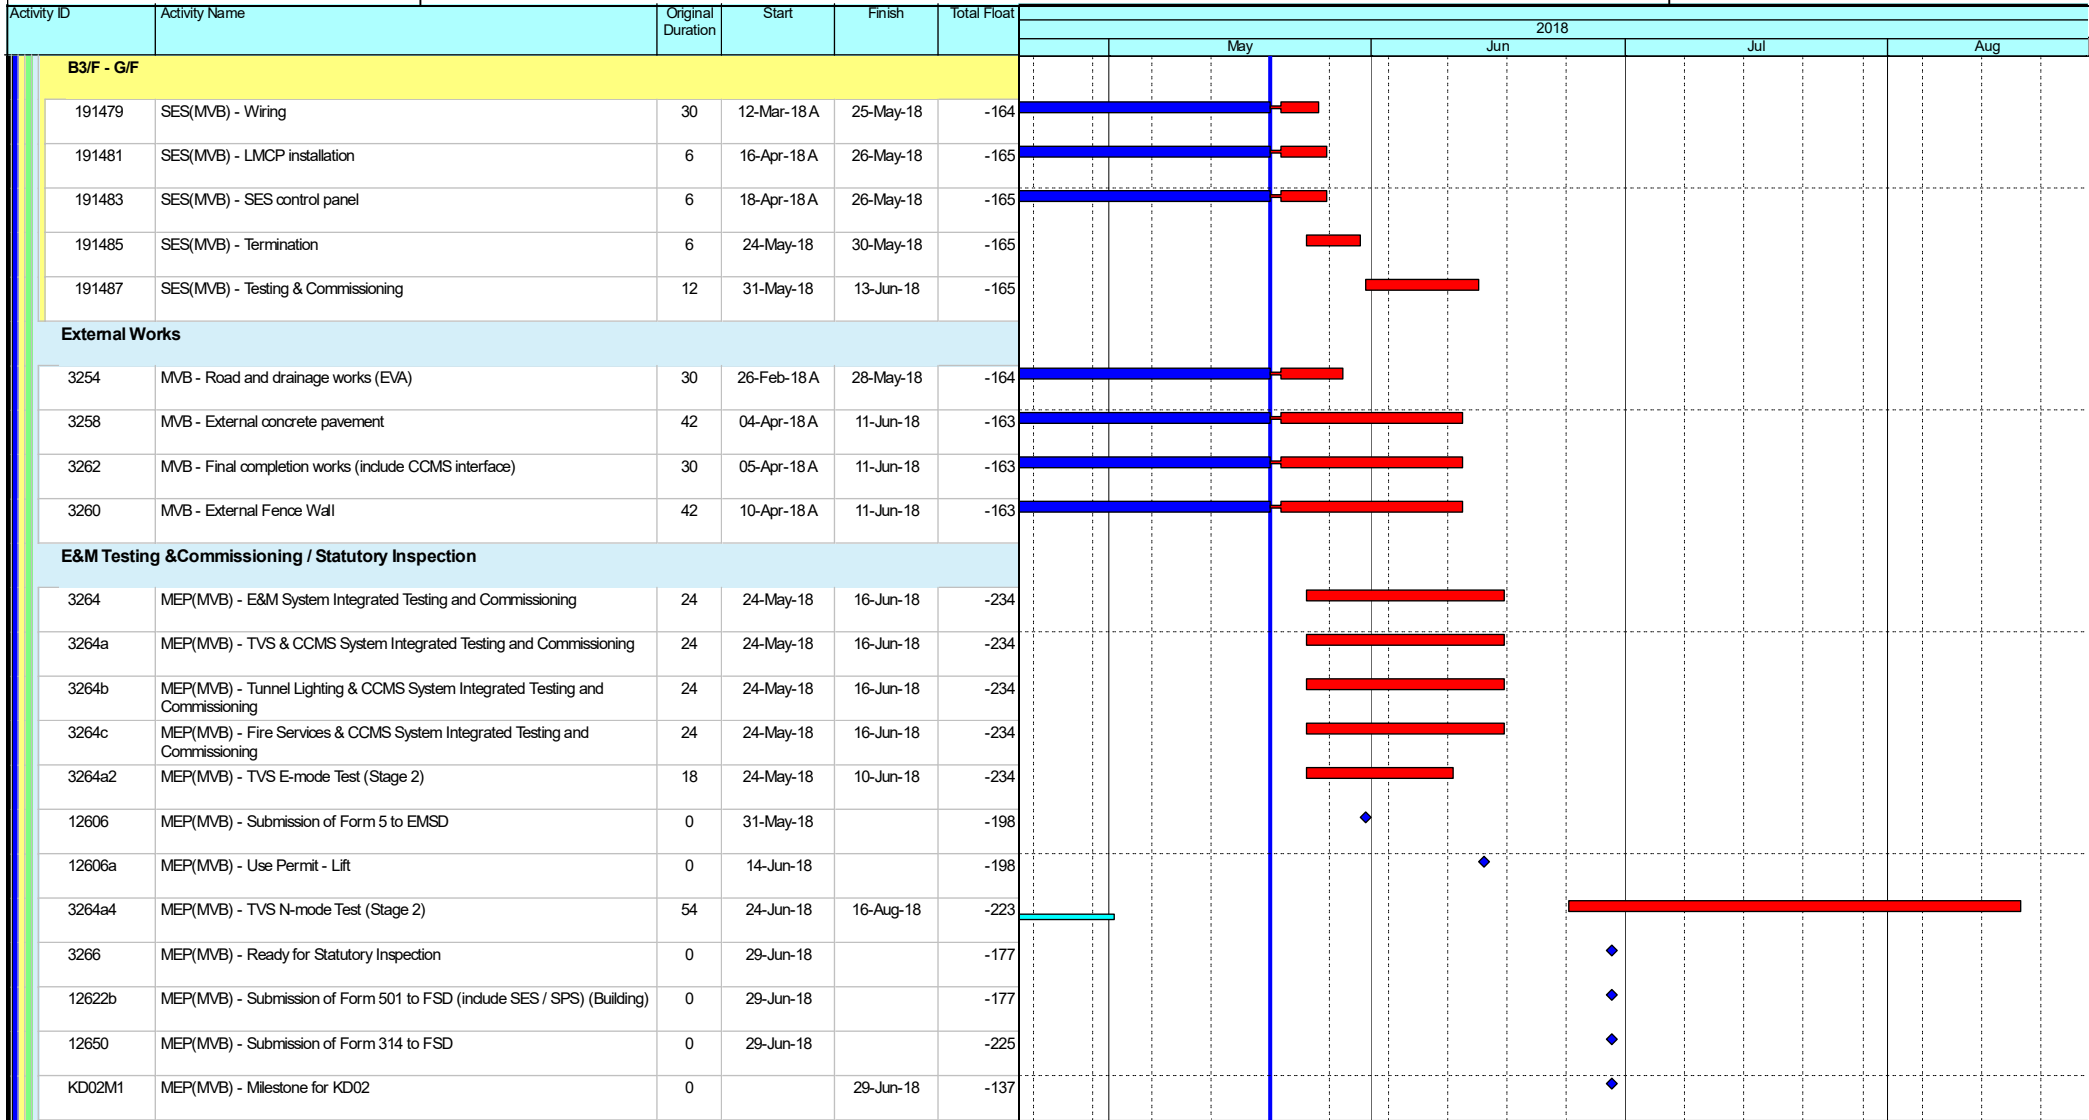 Activity ID Activity Name Original Duration Start Finish Total Float
2018
May Jun Jul Aug
B3/F - G/F
191479 SES(MVB) - Wiring 30 12-Mar-18 A 25-May-18 -164
191481 SES(MVB) - LMCP installation 6 16-Apr-18 A 26-May-18 -165
191483 SES(MVB) - SES control panel 6 18-Apr-18 A 26-May-18 -165
191485 SES(MVB) - Termination 6 24-May-18 30-May-18 -165
191487 SES(MVB) - Testing & Commissioning 12 31-May-18 13-Jun-18 -165
External Works
3254 MVB - Road and drainage works (EVA) 30 26-Feb-18 A 28-May-18 -164
3258 MVB - External concrete pavement 42 04-Apr-18 A 11-Jun-18 -163
3262 MVB - Final completion works (include CCMS interface) 30 05-Apr-18 A 11-Jun-18 -163
3260 MVB - External Fence Wall 42 10-Apr-18 A 11-Jun-18 -163
E&M Testing &Commissioning / Statutory Inspection
3264 MEP(MVB) - E&M System Integrated Testing and Commissioning 24 24-May-18 16-Jun-18 -234
3264a MEP(MVB) - TVS & CCMS System Integrated Testing and Commissioning 24 24-May-18 16-Jun-18 -234
3264b MEP(MVB) - Tunnel Lighting & CCMS System Integrated Testing and 24 24-May-18 16-Jun-18 -234
Commissioning
3264c MEP(MVB) - Fire Services & CCMS System Integrated Testing and 24 24-May-18 16-Jun-18 -234
Commissioning
3264a2 MEP(MVB) - TVS E-mode Test (Stage 2) 18 24-May-18 10-Jun-18 -234
12606 MEP(MVB) - Submission of Form 5 to EMSD 0 31-May-18 -198
12606a MEP(MVB) - Use Permit - Lift 0 14-Jun-18 -198
3264a4 MEP(MVB) - TVS N-mode Test (Stage 2) 54 24-Jun-18 16-Aug-18 -223
3266 MEP(MVB) - Ready for Statutory Inspection 0 29-Jun-18 -177
12622b MEP(MVB) - Submission of Form 501 to FSD (include SES / SPS) (Building) 0 29-Jun-18 -177
12650 MEP(MVB) - Submission of Form 314 to FSD 0 29-Jun-18 -225
KD02M1 MEP(MVB) - Milestone for KD02 0 29-Jun-18 -137